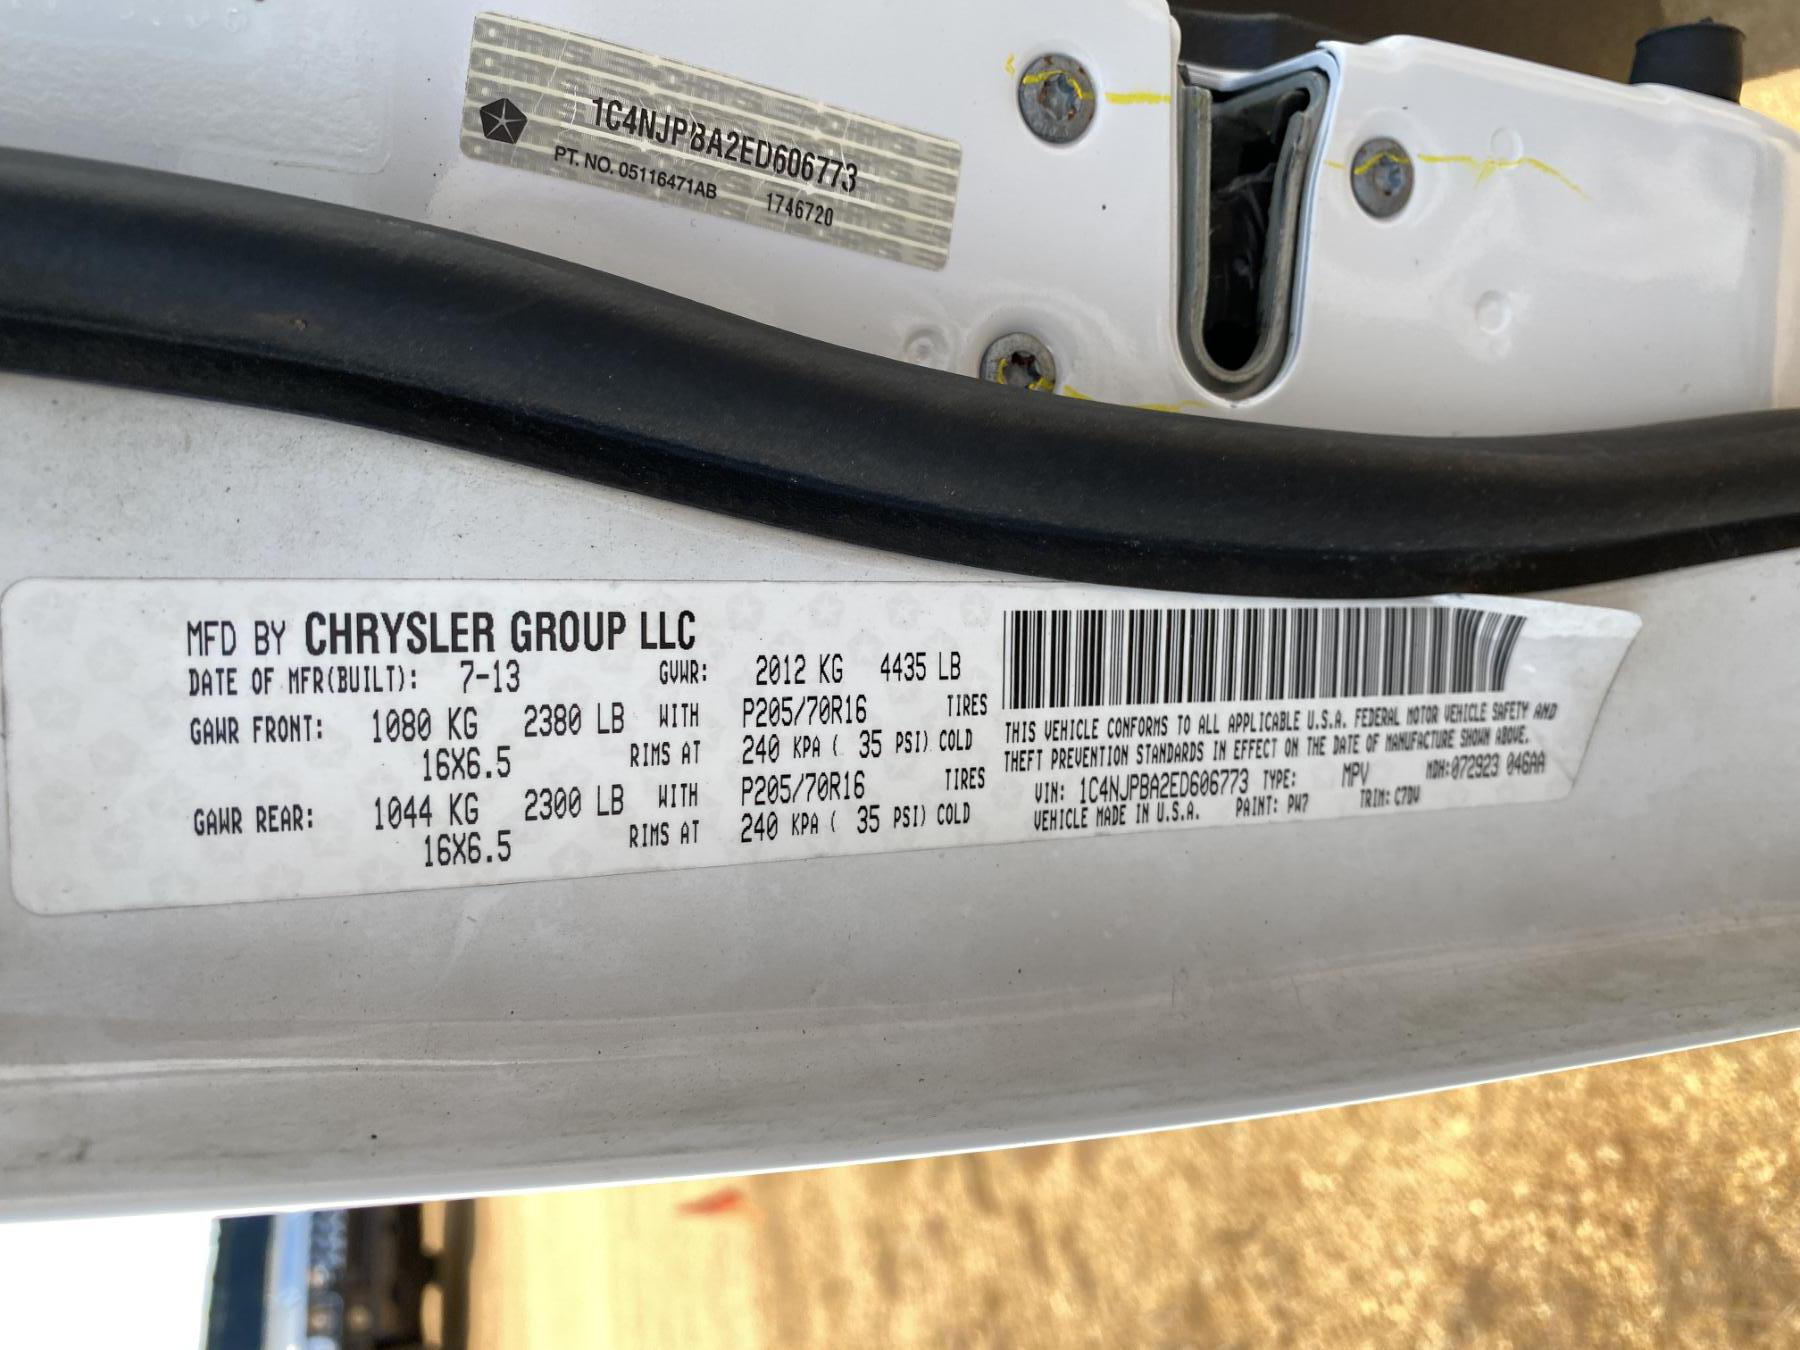 1C4NJPBA2ED606773
PT. NO. 05116471AB 1746720
MFD BY CHRYSLER GROUP LLC
DATE OF MFR(BUILT): 7-13 GVWR: 2012 KG 4435 LB
GAWR FRONT: 1080 KG 2380 LB WITH P205/70R16 TIRES
16X6.5 RIMS AT 240 KPA ( 35 PSI) COLD
GAWR REAR: 1044 KG 2300 LB WITH P205/70R16 TIRES
16X6.5 RIMS AT 240 KPA ( 35 PSI) COLD
THIS VEHICLE CONFORMS TO ALL APPLICABLE U.S.A. FEDERAL MOTOR VEHICLE SAFETY AND
THEFT PREVENTION STANDARDS IN EFFECT ON THE DATE OF MANUFACTURE SHOWN ABOVE.
VIN: 1C4NJPBA2ED606773 TYPE: MPV MDH:072923 046AA
VEHICLE MADE IN U.S.A. PAINT: PW7 TRIM: C7DV